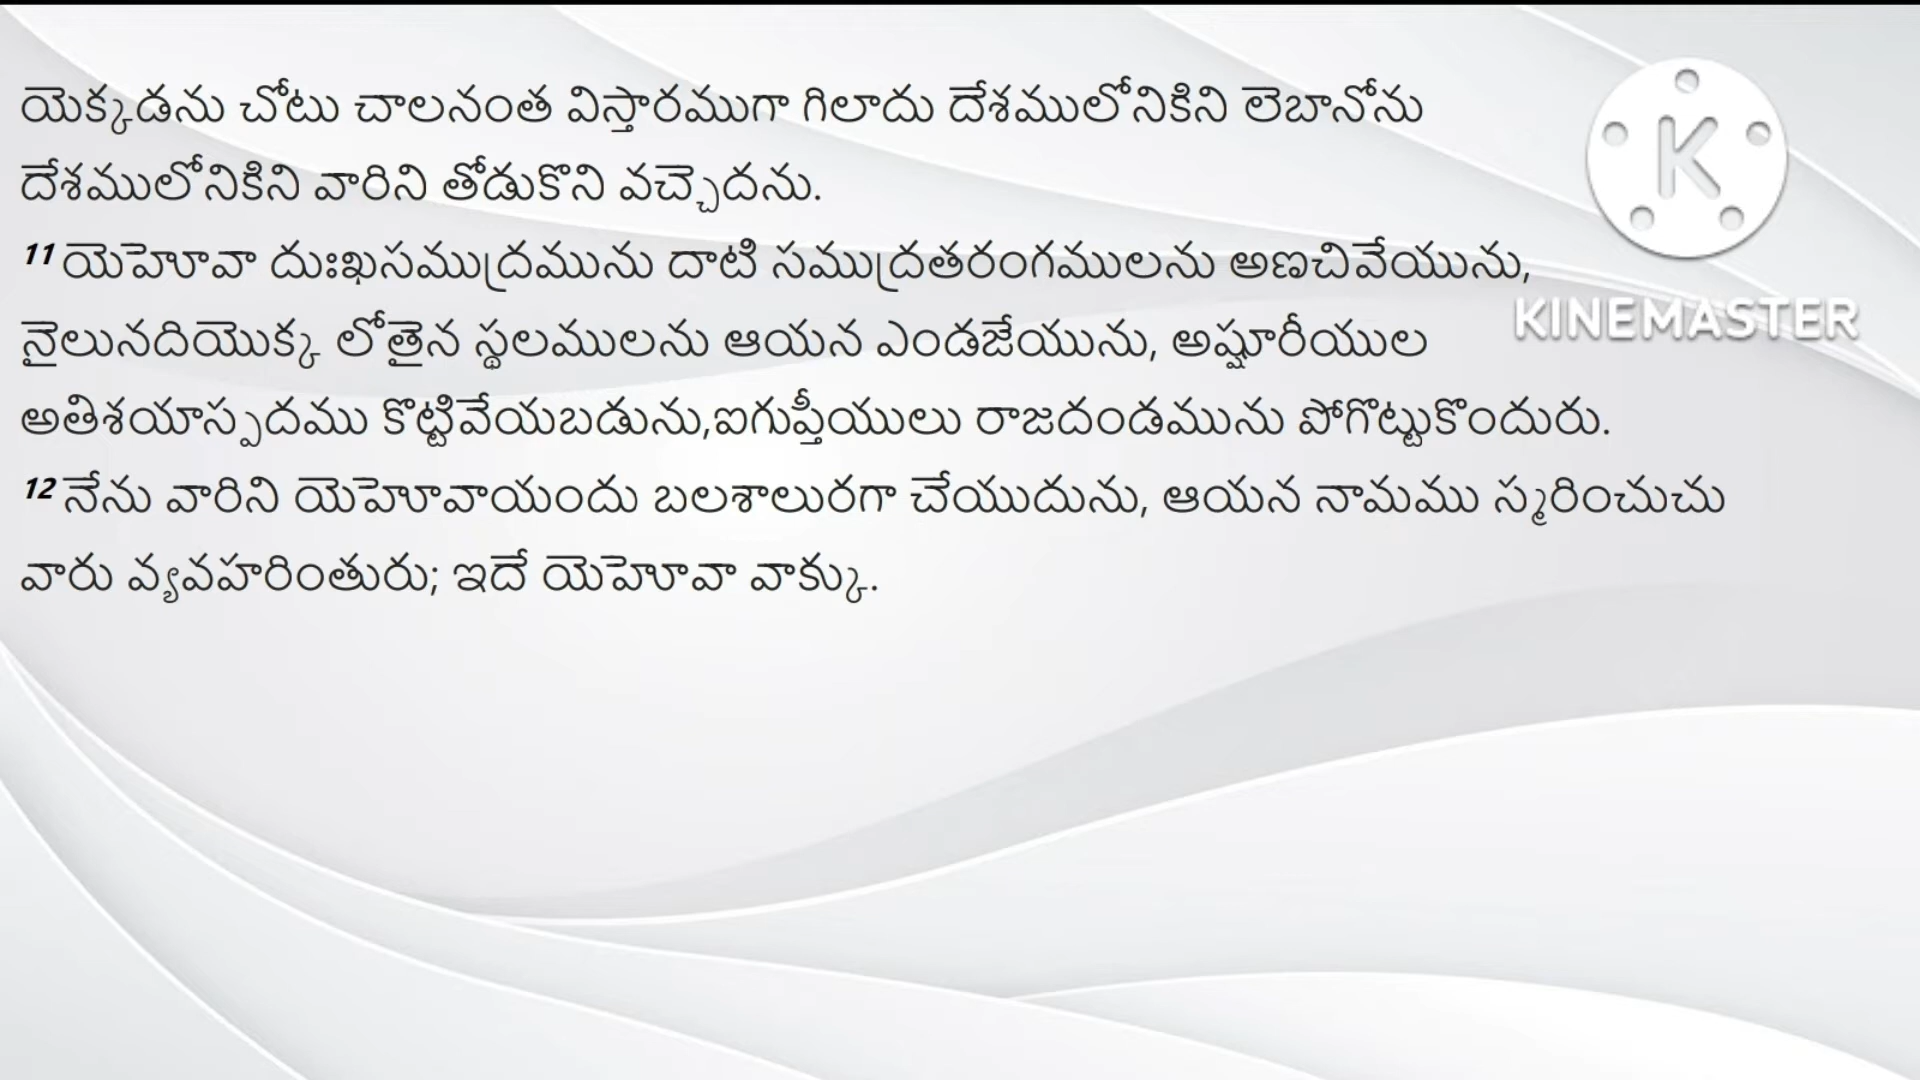 యెక్కడను చోటు చాలనంత విస్తారముగా గిలాదు దేశములోనికిని లెబానోను
దేశములోనికిని వారిని తోడుకొని వచ్చెదను.
11 యెహోవా దుఃఖసముద్రమును దాటి సముద్రతరంగములను అణచివేయును,
నైలునదియొక్క లోతైన స్థలములను ఆయన ఎండజేయును, అష్షూరీయుల
అతిశయాస్పదము కొట్టివేయబడును,ఐగుప్తీయులు రాజదండమును పోగొట్టుకొందురు.
12 నేను వారిని యెహోవాయందు బలశాలురగా చేయుదును, ఆయన నామము స్మరించుచు
వారు వ్యవహరింతురు; ఇదే యెహోవా వాక్కు.
K
KINEMASTER